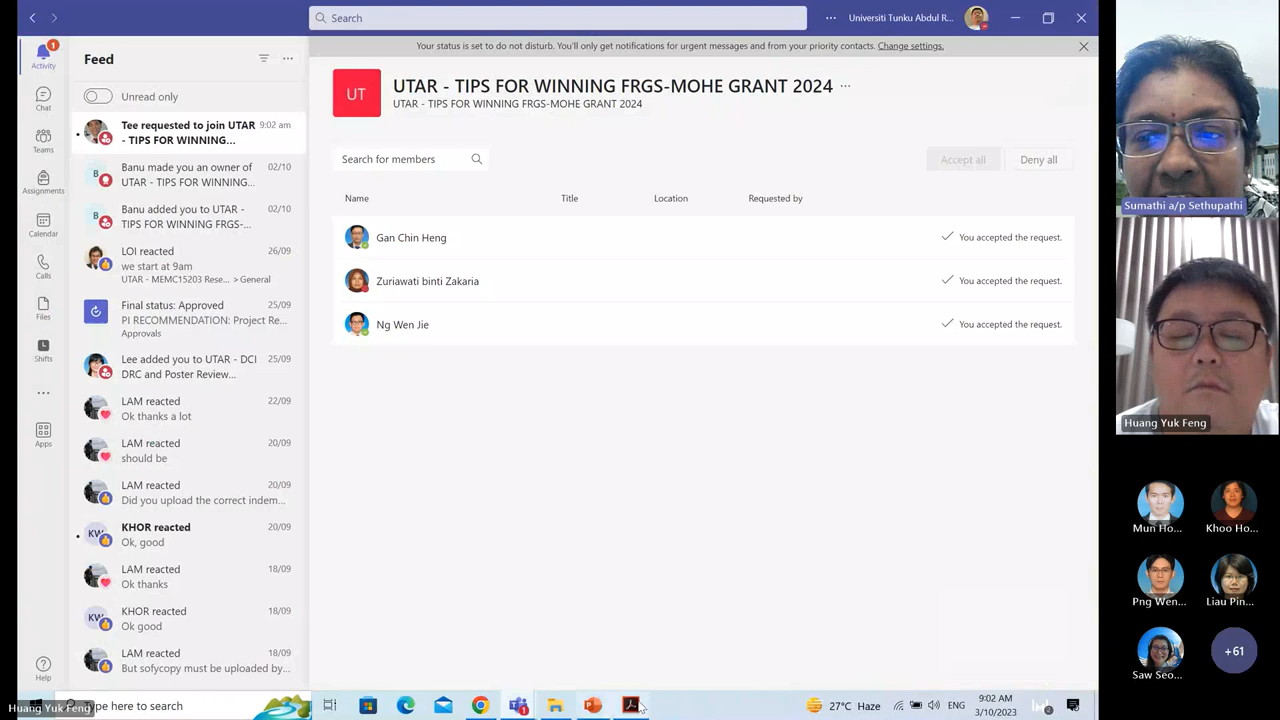 Search
Universiti Tunku Abdul R...
Your status is set to do not disturb. You'll only get notifications for urgent messages and from your priority contacts. Change settings.
1
Activity
Chat
Teams
Assignments
Calendar
Calls
Files
Shifts
Apps
Help
Feed
Unread only
Tee requested to join UTAR 9:02 am
- TIPS FOR WINNING...
Banu made you an owner of 02/10
UTAR - TIPS FOR WINNING...
Banu added you to UTAR - 02/10
TIPS FOR WINNING FRGS-...
LOI reacted 26/09
we start at 9am
UTAR - MEMC15203 Rese... > General
Final status: Approved 25/09
PI RECOMMENDATION: Project Re...
Approvals
Lee added you to UTAR - DCI 25/09
DRC and Poster Review...
LAM reacted 22/09
Ok thanks a lot
LAM reacted 20/09
should be
LAM reacted 20/09
Did you upload the correct indem...
KHOR reacted 20/09
Ok, good
LAM reacted 18/09
Ok thanks
KHOR reacted 18/09
Ok good
LAM reacted 18/09
But sofycopy must be uploaded by...
B
B
KW
KW
UT
UTAR - TIPS FOR WINNING FRGS-MOHE GRANT 2024
UTAR - TIPS FOR WINNING FRGS-MOHE GRANT 2024
Search for members
Accept all
Deny all
Name Title Location Requested by
Gan Chin Heng You accepted the request.
Zuriawati binti Zakaria You accepted the request.
Ng Wen Jie You accepted the request.
Sumathi a/p Sethupathi
Huang Yuk Feng
Mun Ho...
Khoo Ho...
Png Wen...
Liau Pin...
Saw Seo...
+61
Huang Yuk Feng
here to search
1
27°C Haze
ENG
9:02 AM
3/10/2023
2